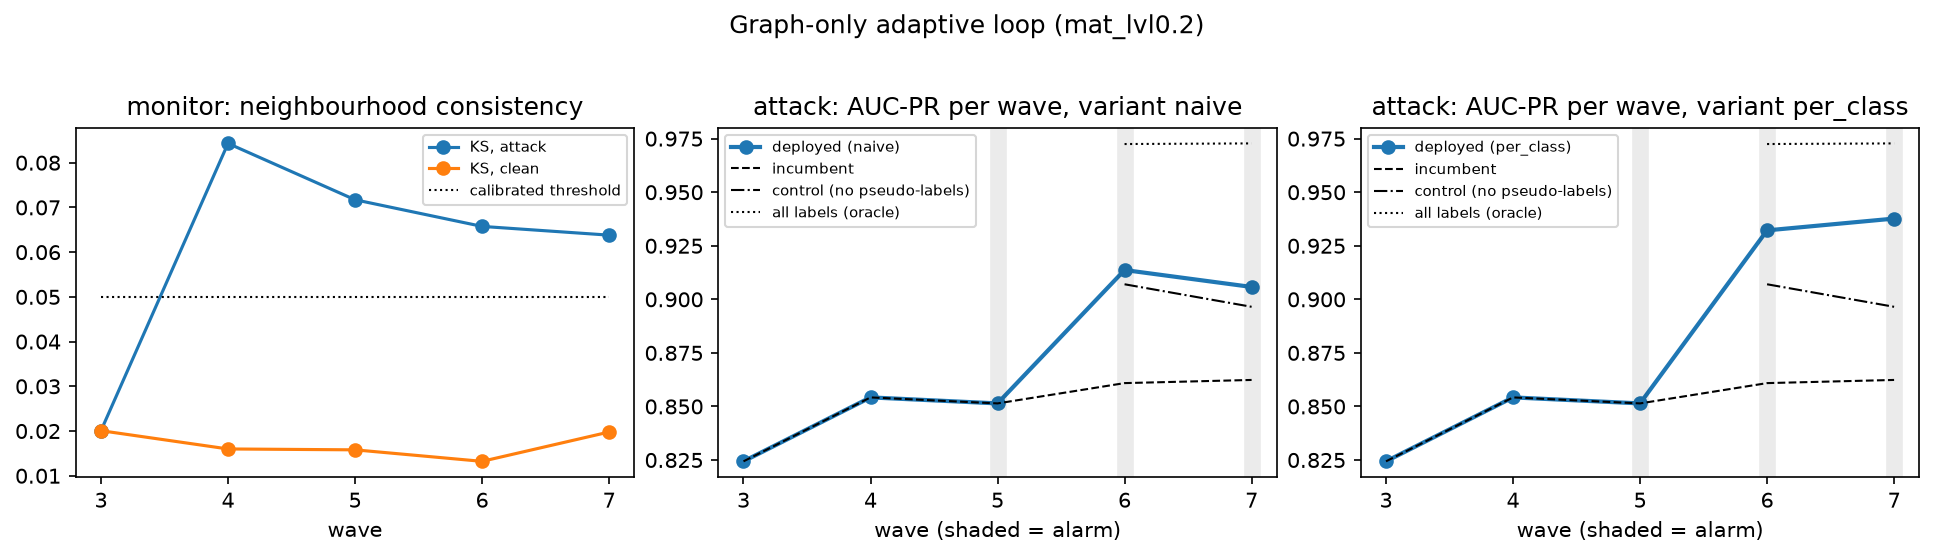 Graph-only adaptive loop (mat_lvl0.2)
monitor: neighbourhood consistency
KS, attack
KS, clean
calibrated threshold
0.08
0.07
0.06
0.05
0.04
0.03
0.02
0.01
3 4 5 6 7
wave
attack: AUC-PR per wave, variant naive
deployed (naive)
incumbent
control (no pseudo-labels)
all labels (oracle)
0.975
0.950
0.925
0.900
0.875
0.850
0.825
3 4 5 6 7
wave (shaded = alarm)
attack: AUC-PR per wave, variant per_class
deployed (per_class)
incumbent
control (no pseudo-labels)
all labels (oracle)
0.975
0.950
0.925
0.900
0.875
0.850
0.825
3 4 5 6 7
wave (shaded = alarm)